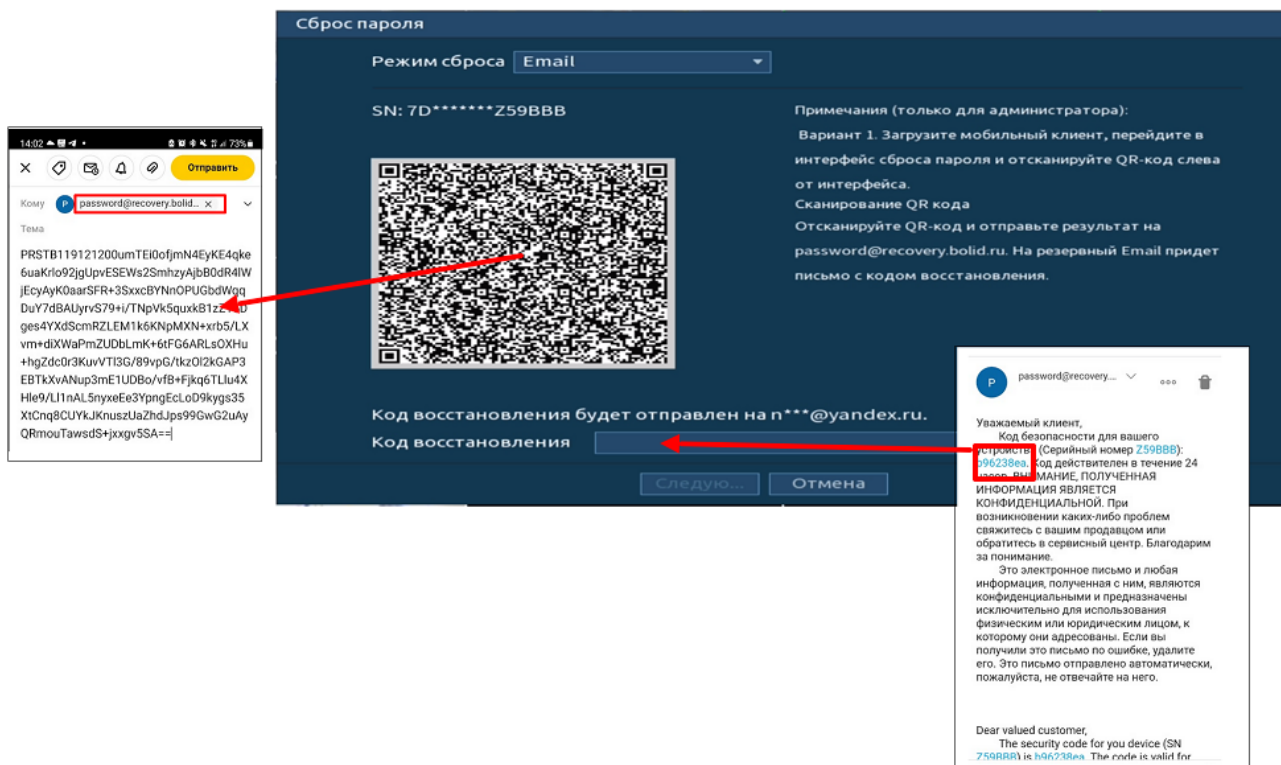 Сброс пароля
Режим сброса Email
SN: 7D*******Z59BBB
Примечания (только для администратора):
Вариант 1. Загрузите мобильный клиент, перейдите в
интерфейс сброса пароля и отсканируйте QR-код слева
от интерфейса.
Сканирование QR кода
Отсканируйте QR-код и отправьте результат на
password@recovery.bolid.ru. На резервный Email придет
письмо с кодом восстановления.
Код восстановления будет отправлен на n***@yandex.ru.
Код восстановления
Следую... Отмена
14:02
73%
Отправить
Кому P password@recovery.bolid... ×
Тема
PRSTB119121200umTEi0ofjmN4EyKE4qke
6uaKrlo92jgUpvESEWs2SmhzyAjbB0dR4lW
jEcyAyK0aarSFR+3SxxcBYNnOPUGbdWgq
DuY7dBAUyrvS79+i/TNpVk5quxkB1zZ
ges4YXdScmRZLEM1k6KNpMXN+xrb5/LX
vm+diXWaPmZUDbLmK+6tFG6ARLsOXHu
+hgZdc0r3KuvVTl3G/89vpG/tkzOl2kGAP3
EBTkXvANup3mE1UDBo/vfB+Fjkq6TLlu4X
Hle9/Ll1nAL5nyxeEe3YpngEcLoD9kygs35
XtCnq8CUYkJKnuszUaZhdJps99GwG2uAy
QRmouTawsdS+jxxgv5SA==
P password@recovery....
Уважаемый клиент,
Код безопасности для вашего
устройства (Серийный номер Z59BBB):
b96238ea. Код действителен в течение 24
часов. ВНИМАНИЕ, ПОЛУЧЕННАЯ
ИНФОРМАЦИЯ ЯВЛЯЕТСЯ
КОНФИДЕНЦИАЛЬНОЙ. При
возникновении каких-либо проблем
свяжитесь с вашим продавцом или
обратитесь в сервисный центр. Благодарим
за понимание.
Это электронное письмо и любая
информация, полученная с ним, являются
конфиденциальными и предназначены
исключительно для использования
физическим или юридическим лицом, к
которому они адресованы. Если вы
получили это письмо по ошибке, удалите
его. Это письмо отправлено автоматически,
пожалуйста, не отвечайте на него.
Dear valued customer,
The security code for you device (SN
Z59BBB) is b96238ea. The code is valid for